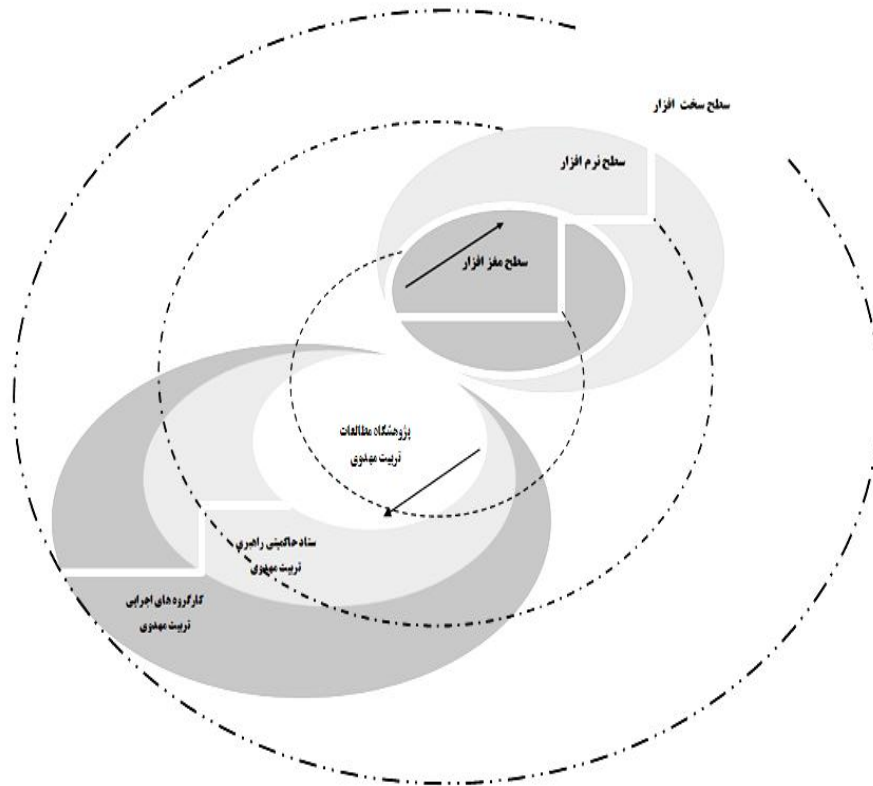 سطح سخت افزار
سطح نرم افزار
سطح مغز افزار
پژوهشگاه مطالعات
تربیت مهدوی
ستاد حاکمیتی راهبری
تربیت مهدوی
کارگروه های اجرایی
تربیت مهدوی